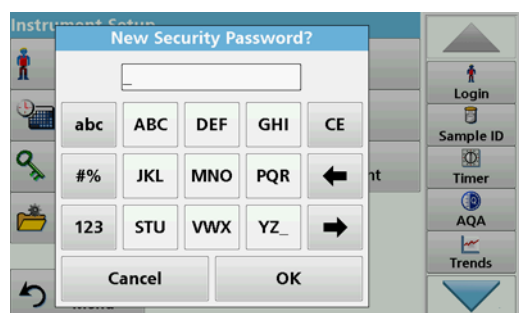 Instrument Setup
New Security Password?
_
abc ABC DEF GHI CE
#% JKL MNO PQR
123 STU VWX YZ_
Cancel OK
nt
Menu
Login
Sample ID
Timer
AQA
Trends